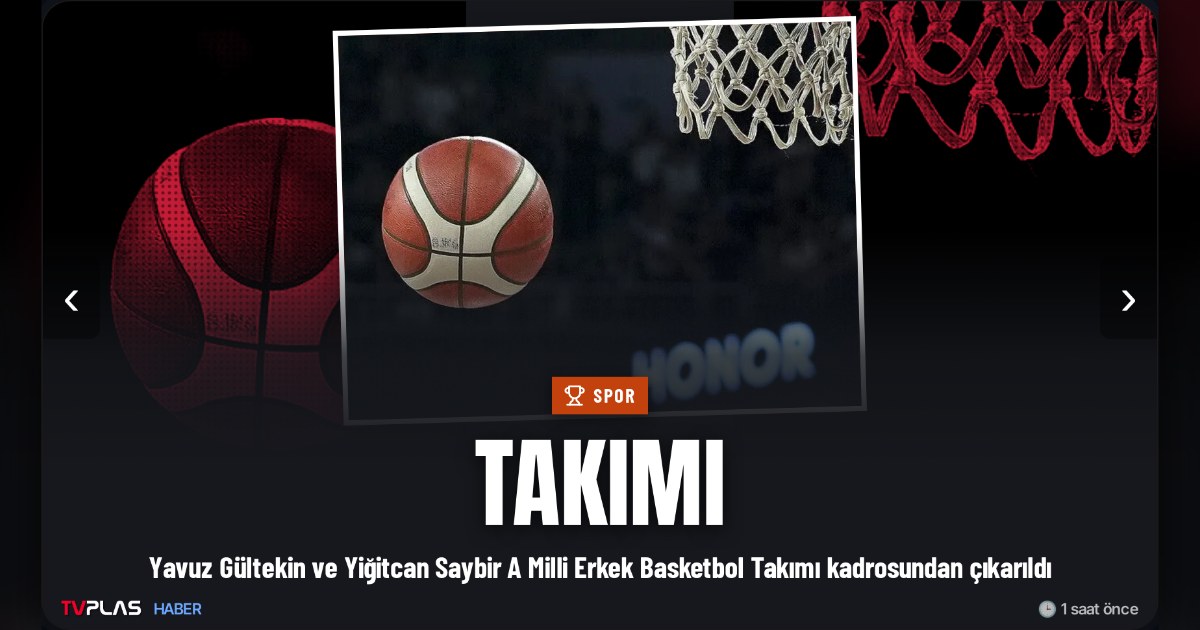 HONOR
SPOR
TAKIMI
Yavuz Gültekin ve Yiğitcan Saybir A Milli Erkek Basketbol Takımı kadrosundan çıkarıldı
TVPLAS HABER
1 saat önce